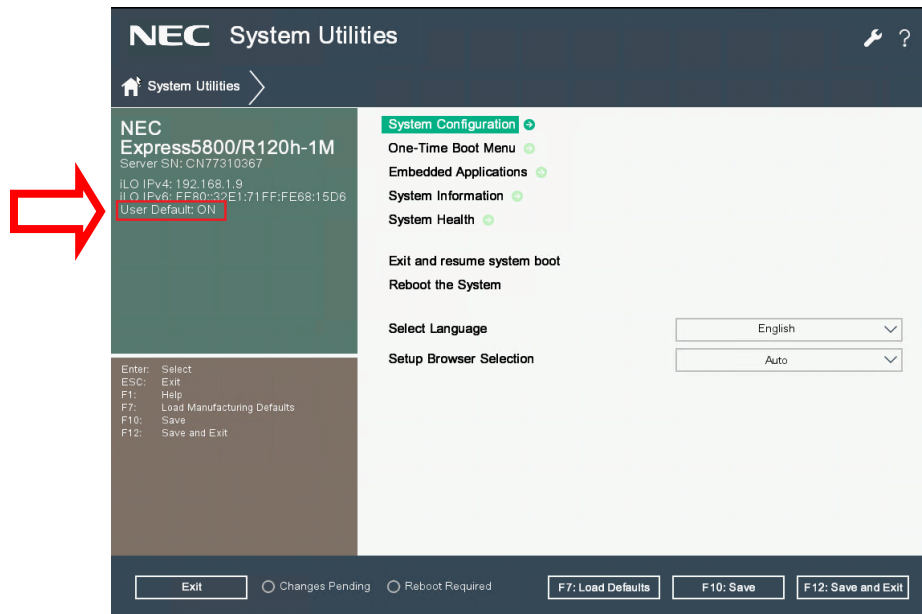 NEC System Utilities
?
System Utilities
NEC
Express5800/R120h-1M
Server SN: CN77310367
iLO IPv4: 192.168.1.9
iLO IPv6: FE80::32E1:71FF:FE68:15D6
User Default: ON
System Configuration
One-Time Boot Menu
Embedded Applications
System Information
System Health
Exit and resume system boot
Reboot the System
Select Language English
Setup Browser Selection Auto
Enter: Select
ESC: Exit
F1: Help
F7: Load Manufacturing Defaults
F10: Save
F12: Save and Exit
Exit Changes Pending Reboot Required F7: Load Defaults F10: Save F12: Save and Exit